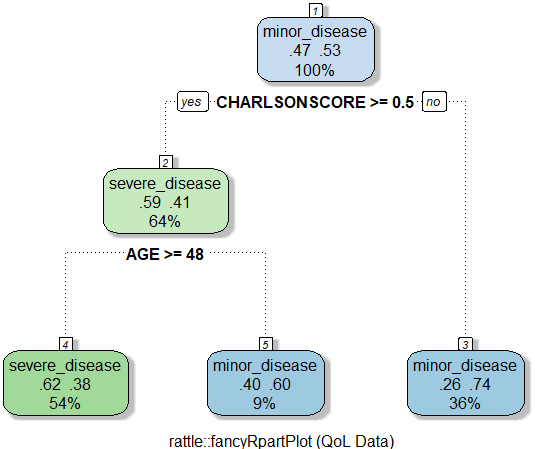 1
minor_disease
.47 .53
100%
yes CHARLSONSCORE >= 0.5 no
2
severe_disease
.59 .41
64%
AGE >= 48
4
severe_disease
.62 .38
54%
5
minor_disease
.40 .60
9%
3
minor_disease
.26 .74
36%
rattle::fancyRpartPlot (QoL Data)